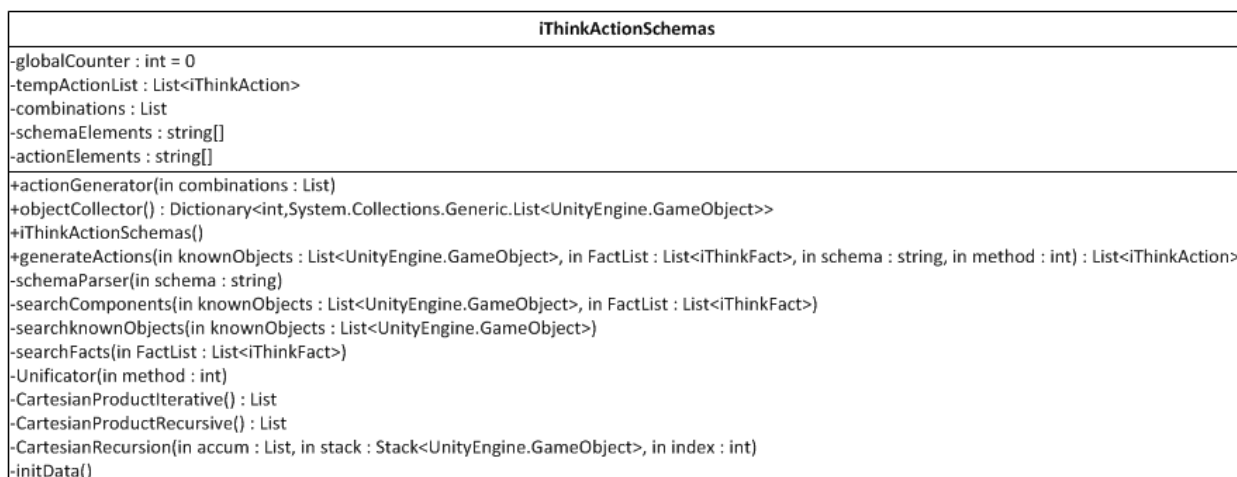 iThinkActionSchemas
-globalCounter : int = 0
-tempActionList : List<iThinkAction>
-combinations : List
-schemaElements : string[]
-actionElements : string[]
+actionGenerator(in combinations : List)
+objectCollector() : Dictionary<int,System.Collections.Generic.List<UnityEngine.GameObject>>
+iThinkActionSchemas()
+generateActions(in knownObjects : List<UnityEngine.GameObject>, in FactList : List<iThinkFact>, in schema : string, in method : int) : List<iThinkAction>
-schemaParser(in schema : string)
-searchComponents(in knownObjects : List<UnityEngine.GameObject>, in FactList : List<iThinkFact>)
-searchknownObjects(in knownObjects : List<UnityEngine.GameObject>)
-searchFacts(in FactList : List<iThinkFact>)
-Unificator(in method : int)
-CartesianProductIterative() : List
-CartesianProductRecursive() : List
-CartesianRecursion(in accum : List, in stack : Stack<UnityEngine.GameObject>, in index : int)
-initData()